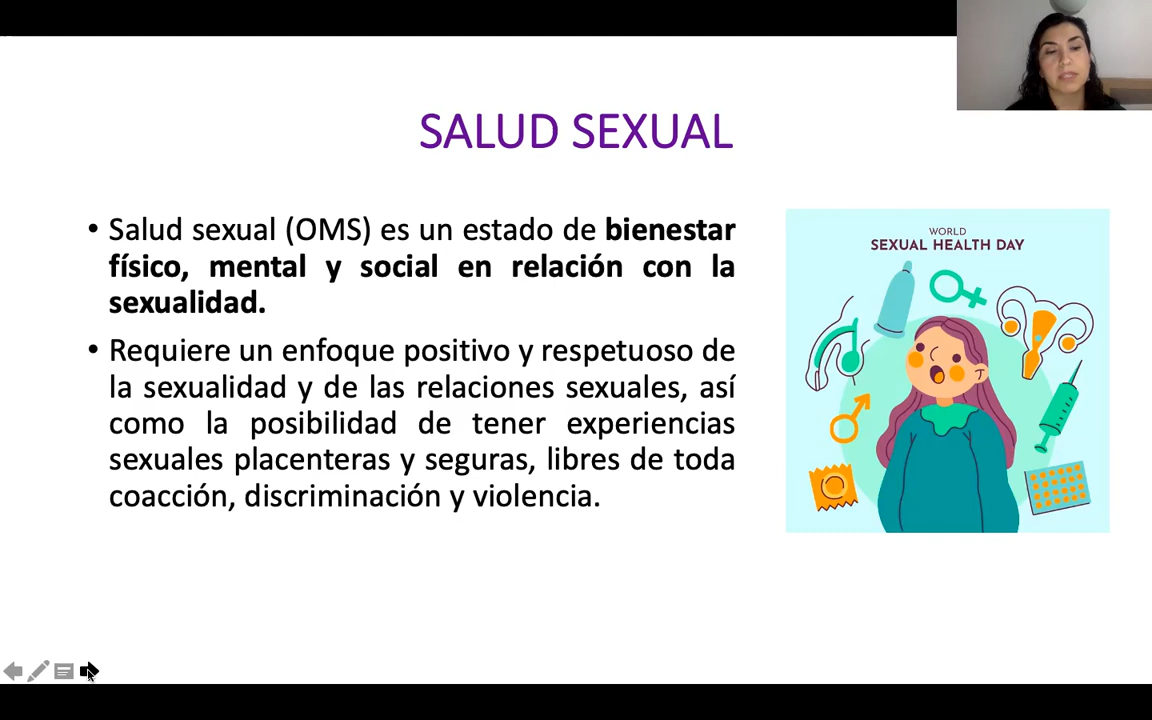 SALUD SEXUAL
• Salud sexual (OMS) es un estado de bienestar
físico, mental y social en relación con la
sexualidad.
• Requiere un enfoque positivo y respetuoso de
la sexualidad y de las relaciones sexuales, así
como la posibilidad de tener experiencias
sexuales placenteras y seguras, libres de toda
coacción, discriminación y violencia.
WORLD
SEXUAL HEALTH DAY